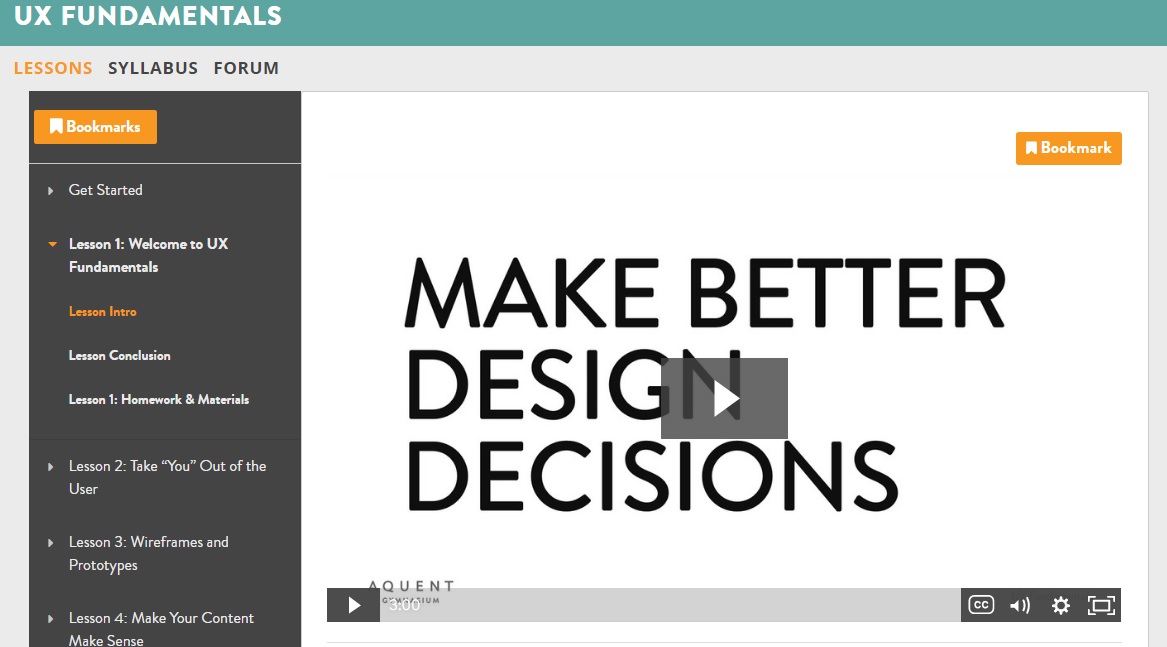 UX FUNDAMENTALS
LESSONS SYLLABUS FORUM
Bookmarks
Get Started
Lesson 1: Welcome to UX
Fundamentals
Lesson Intro
Lesson Conclusion
Lesson 1: Homework & Materials
Lesson 2: Take “You” Out of the
User
Lesson 3: Wireframes and
Prototypes
Lesson 4: Make Your Content
Make Sense
Bookmark
MAKE BETTER
DESIGN
DECISIONS
AQUENT
GYMNASIUM
3:00
CC